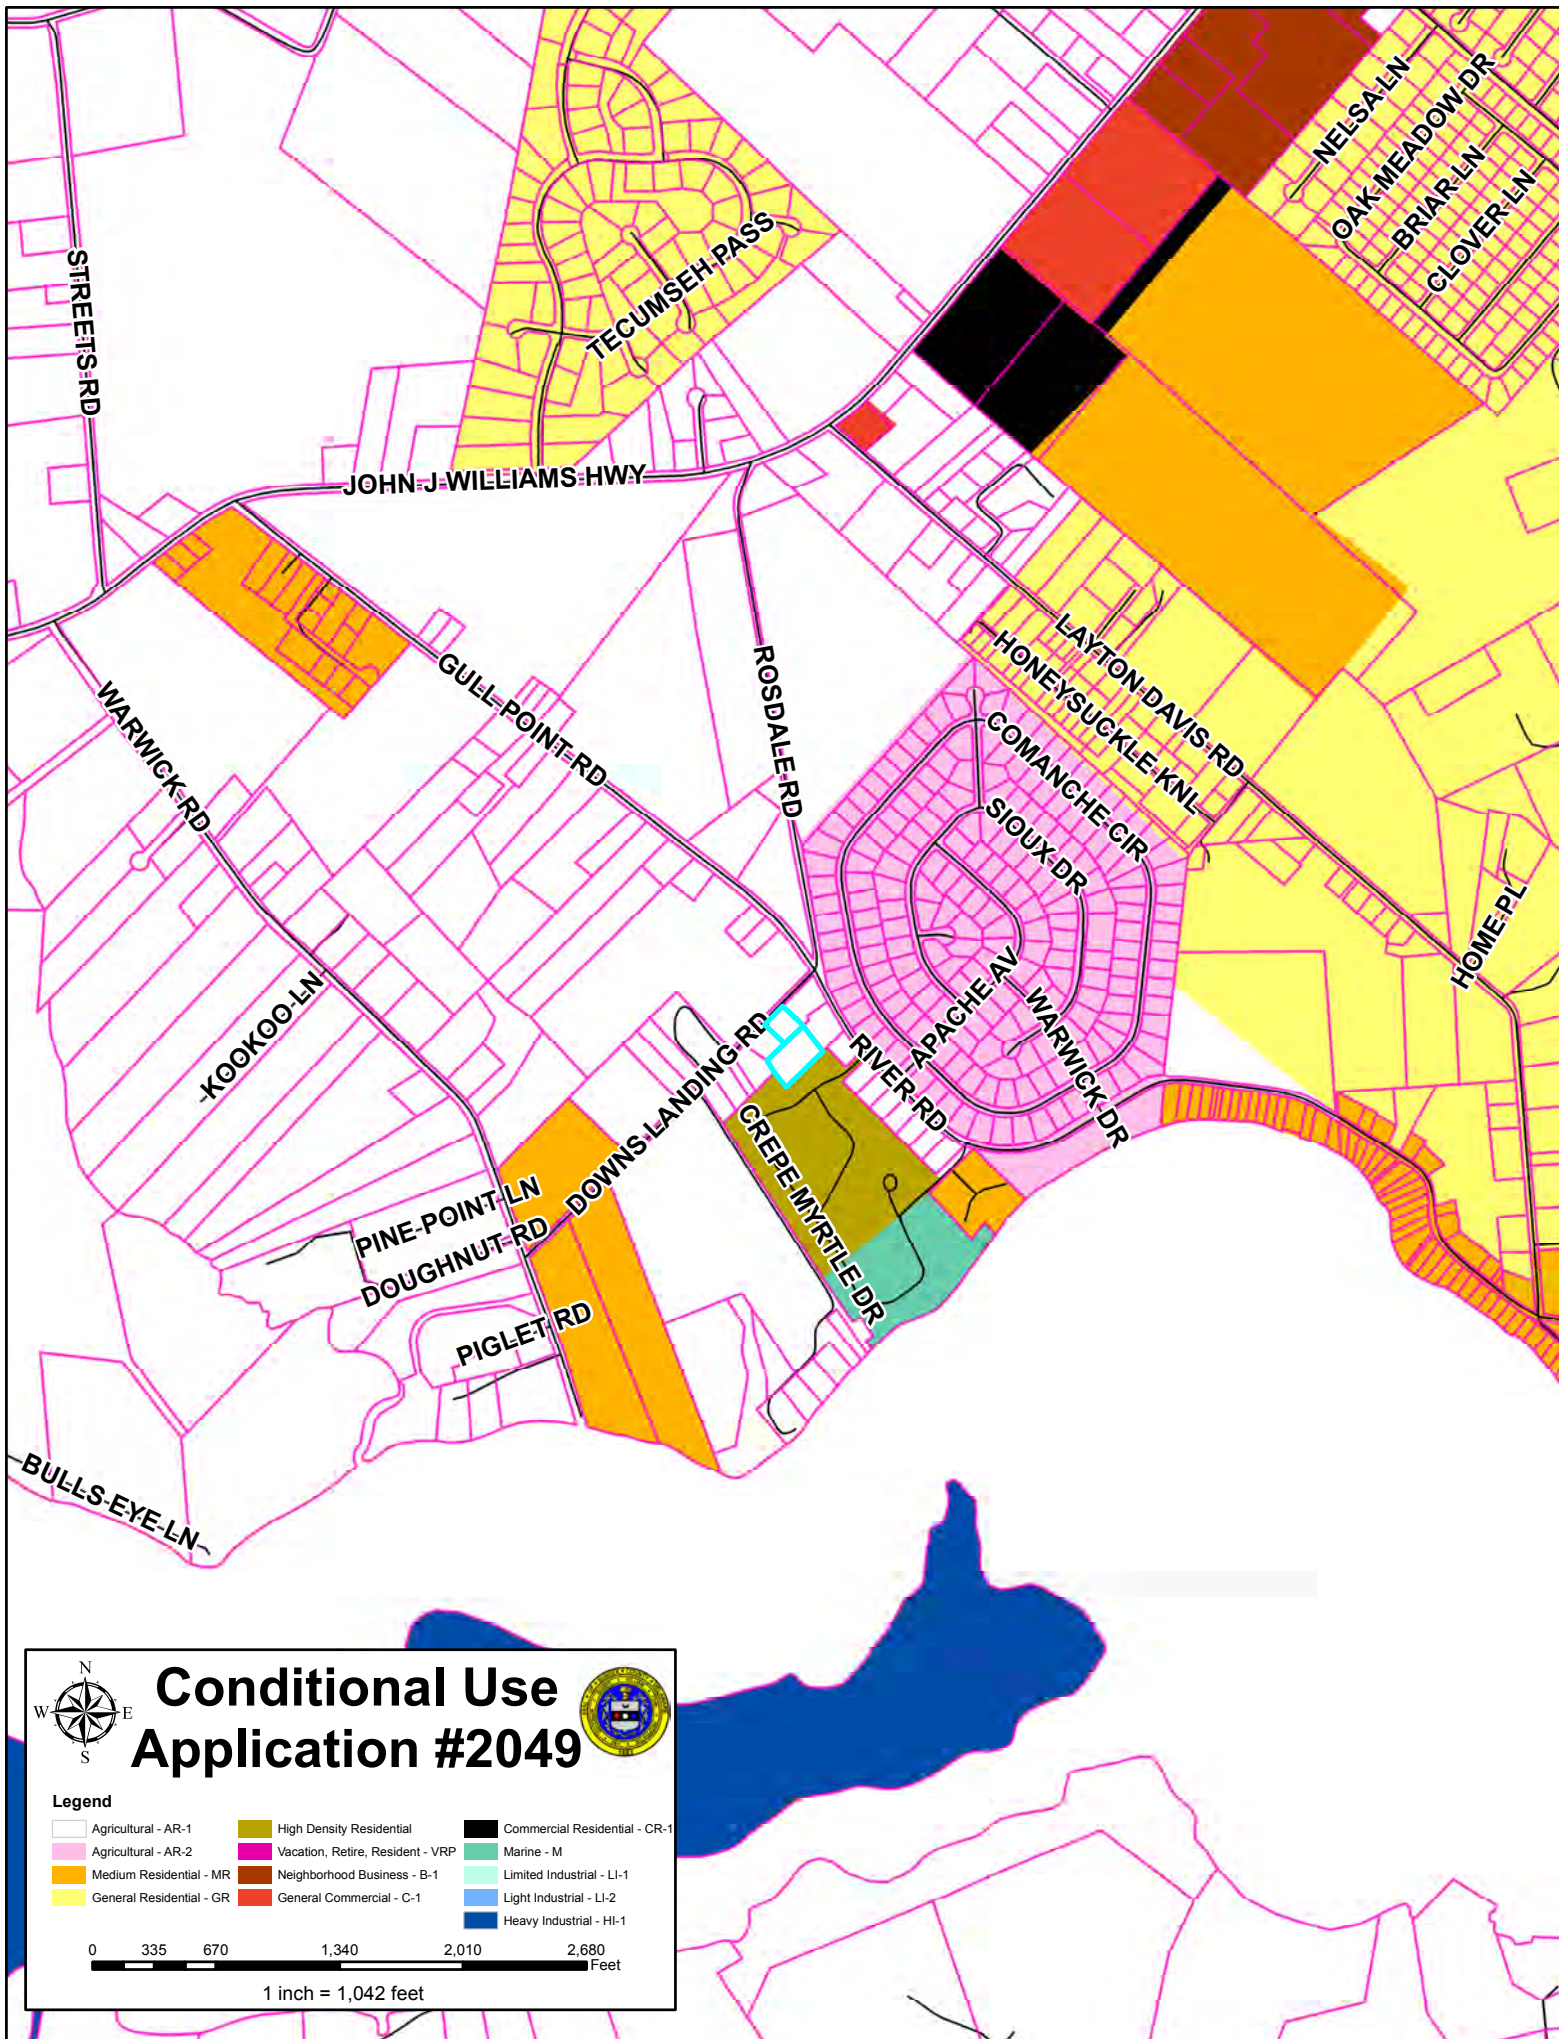 NELSA LN
OAK MEADOW DR
BRIAR LN
CLOVER LN
STREETS RD
TECUMSEH PASS
JOHN J WILLIAMS HWY
LAYTON DAVIS RD
HONEYSUCKLE KNL
ROSDALE RD
GULL POINT RD
WARWICK RD
COMANCHE CIR
SIOUX DR
HOME PL
APACHE AV
WARWICK DR
KOOKOO LN
RIVER RD
DOWNS LANDING RD
CREPE MYRTLE DR
PINE POINT LN
DOUGHNUT RD
PIGLET RD
BULLS EYE LN
N
W
E
S
Conditional Use
Application #2049
Legend
Agricultural - AR-1
Agricultural - AR-2
Medium Residential - MR
General Residential - GR
High Density Residential
Vacation, Retire, Resident - VRP
Neighborhood Business - B-1
General Commercial - C-1
Commercial Residential - CR-1
Marine - M
Limited Industrial - LI-1
Light Industrial - LI-2
Heavy Industrial - HI-1
0 335 670 1,340 2,010 2,680
Feet
1 inch = 1,042 feet